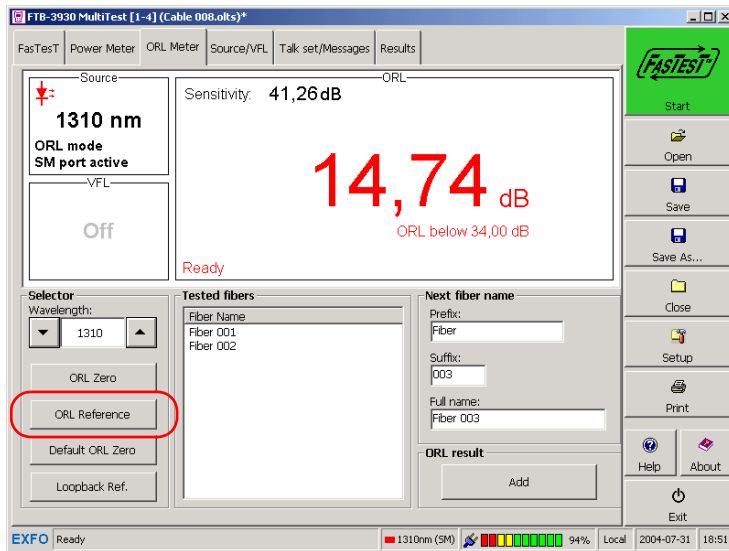 FTB-3930 MultiTest [1-4] (Cable 008.olts)*
FasTesT
Power Meter
ORL Meter
Source/VFL
Talk set/Messages
Results
Source
1310 nm
ORL mode
SM port active
VFL
Off
ORL
Sensitivity: 41,26 dB
14,74 dB
ORL below 34,00 dB
Ready
Selector
Wavelength:
1310
ORL Zero
ORL Reference
Default ORL Zero
Loopback Ref.
Tested fibers
Fiber Name
Fiber 001
Fiber 002
Next fiber name
Prefix:
Fiber
Suffix:
003
Full name:
Fiber 003
ORL result
Add
FASTEST™
Start
Open
Save
Save As...
Close
Setup
Print
Help
About
Exit
EXFO Ready
1310nm (SM)
94%
Local
2004-07-31
18:51